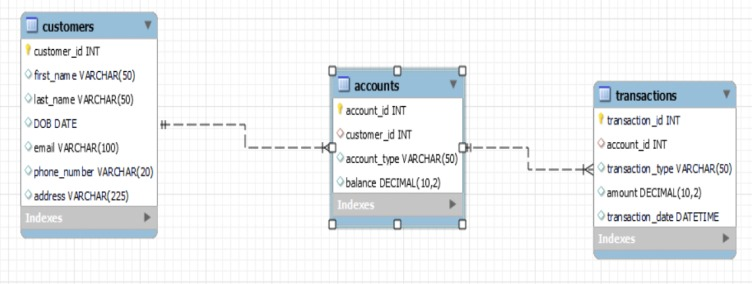 customers
customer_id INT
first_name VARCHAR(50)
last_name VARCHAR(50)
DOB DATE
email VARCHAR(100)
phone_number VARCHAR(20)
address VARCHAR(225)
Indexes
accounts
account_id INT
customer_id INT
account_type VARCHAR(50)
balance DECIMAL(10,2)
Indexes
transactions
transaction_id INT
account_id INT
transaction_type VARCHAR(50)
amount DECIMAL(10,2)
transaction_date DATETIME
Indexes